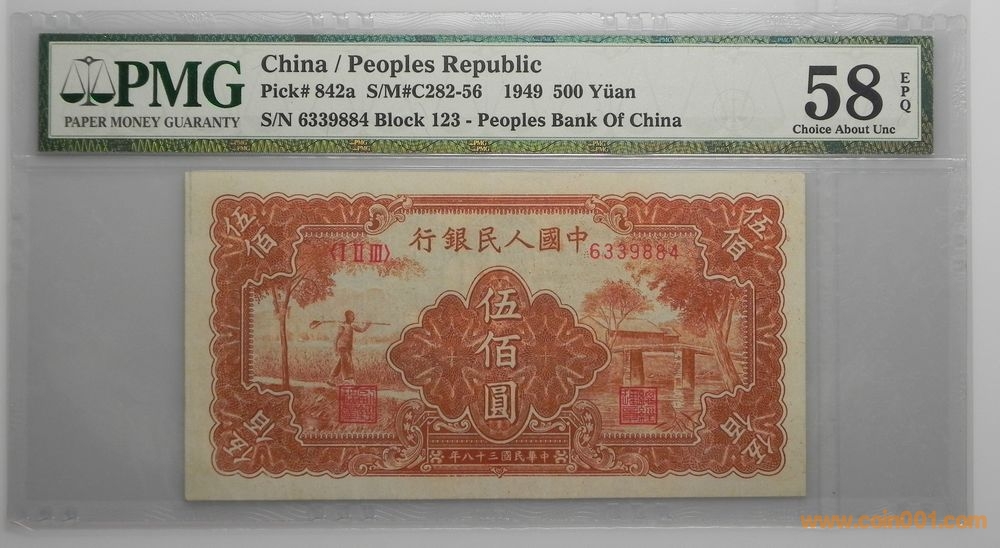 PMG
PAPER MONEY GUARANTY
China / Peoples Republic
Pick# 842a S/M#C282-56 1949 500 Yüan
S/N 6339884 Block 123 - Peoples Bank Of China
58
EPQ
Choice About Unc
行銀民人國中
〈I II III〉
6339884
伍佰
伍佰
伍佰圓
伍佰
伍佰
年八十三國民華中
www.coin001.com